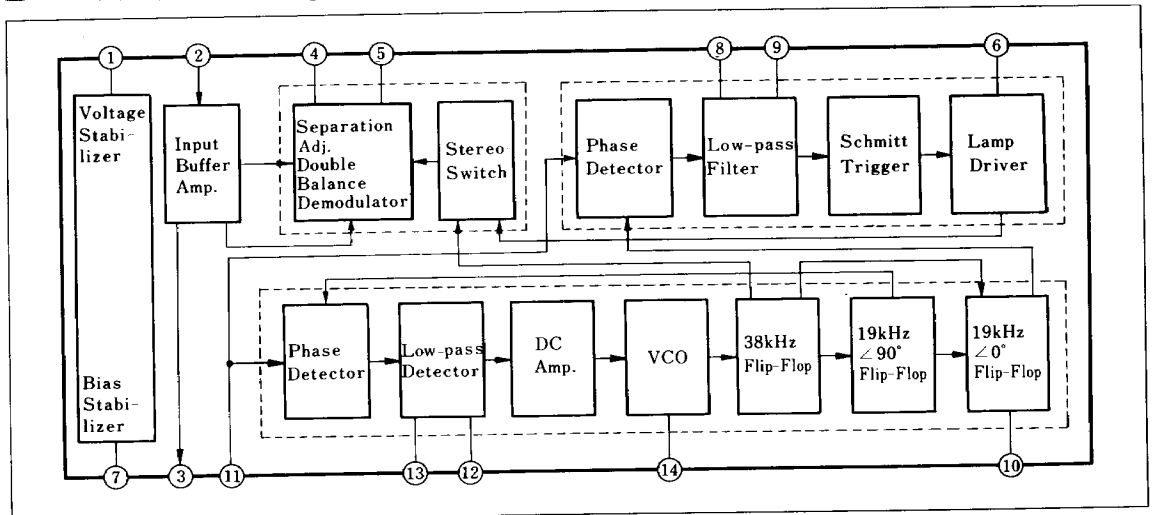 1
2
4
5
8
9
6
Voltage
Stabi-
lizer
Bias
Stabi-
lizer
Input
Buffer
Amp.
Separation
Adj.
Double
Balance
Demodulator
Stereo
Switch
Phase
Detector
Low-pass
Filter
Schmitt
Trigger
Lamp
Driver
Phase
Detector
Low-pass
Detector
DC
Amp.
VCO
38kHz
Flip-Flop
19kHz
∠90°
Flip-Flop
19kHz
∠0°
Flip-Flop
7
3
11
13
12
14
10